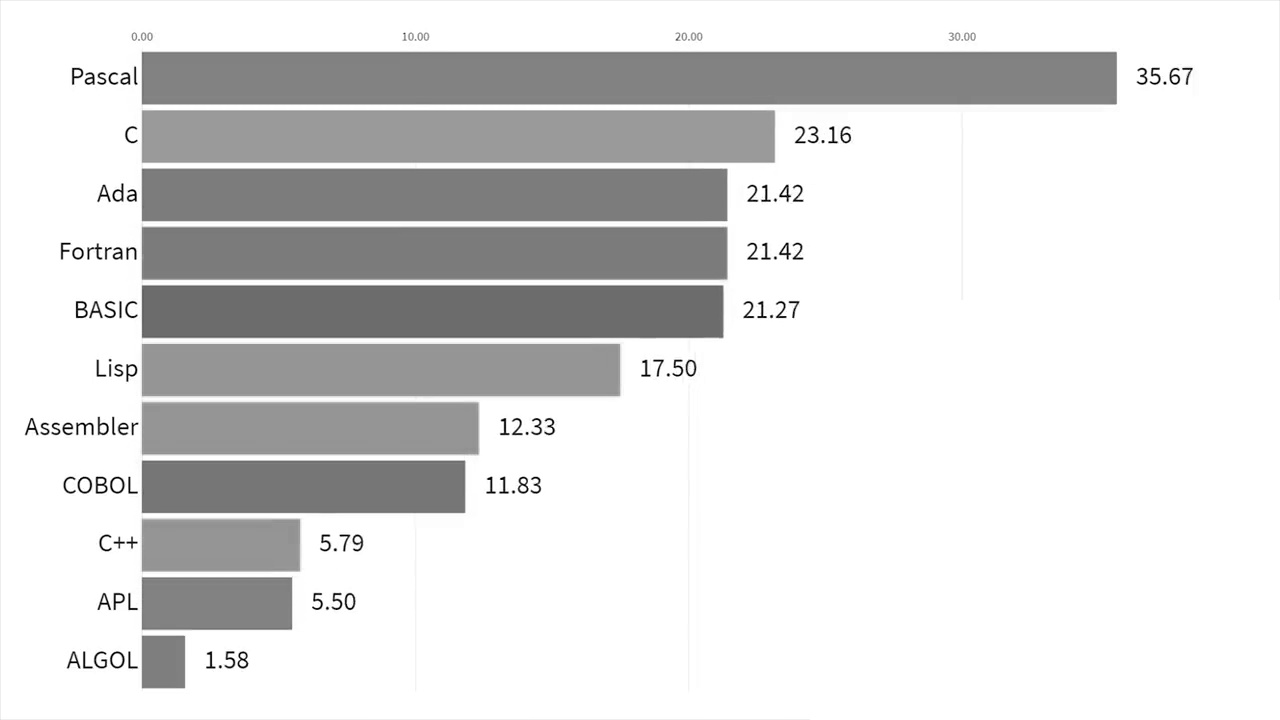 0.00 10.00 20.00 30.00
Pascal 35.67
C 23.16
Ada 21.42
Fortran 21.42
BASIC 21.27
Lisp 17.50
Assembler 12.33
COBOL 11.83
C++ 5.79
APL 5.50
ALGOL 1.58